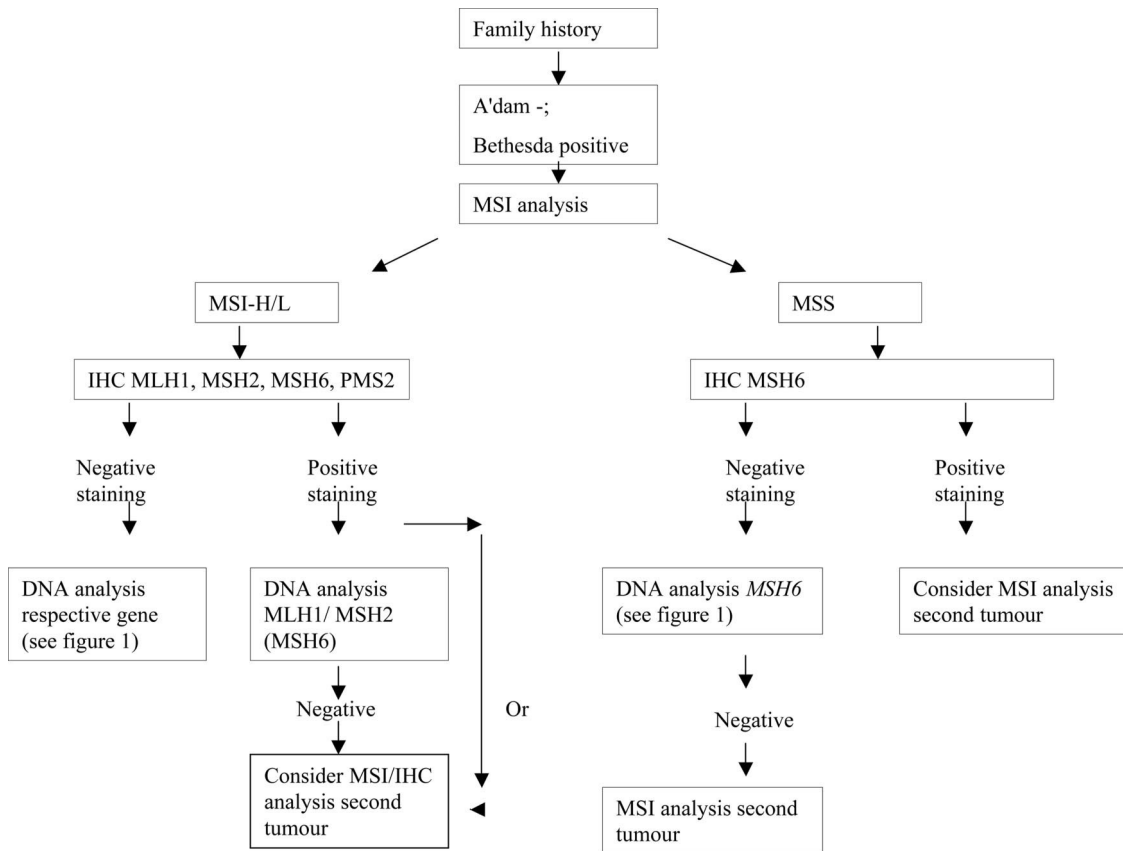 Family history
A'dam -;
Bethesda positive
MSI analysis
MSI-H/L
MSS
IHC MLH1, MSH2, MSH6, PMS2
IHC MSH6
Negative
staining
Positive
staining
Negative
staining
Positive
staining
DNA analysis
respective gene
(see figure 1)
DNA analysis
MLH1/ MSH2
(MSH6)
DNA analysis MSH6
(see figure 1)
Consider MSI analysis
second tumour
Negative
Or
Negative
Consider MSI/IHC
analysis second
tumour
MSI analysis second
tumour